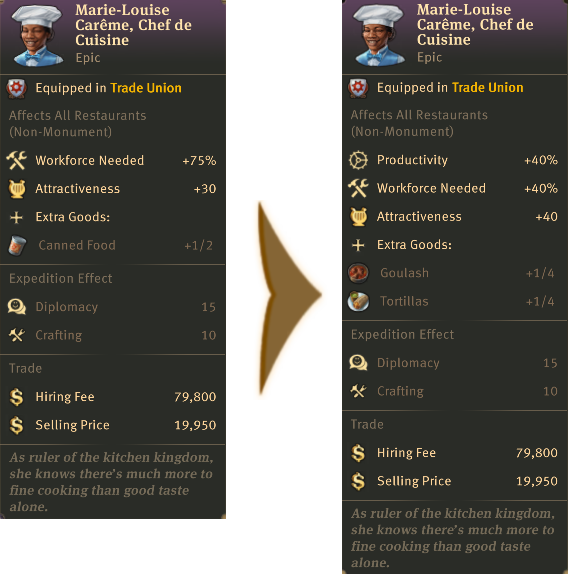 Marie-Louise
Carême, Chef de
Cuisine
Epic
Equipped in Trade Union
Affects All Restaurants
(Non-Monument)
Workforce Needed +75%
Attractiveness +30
Extra Goods:
Canned Food +1/2
Expedition Effect
Diplomacy 15
Crafting 10
Trade
Hiring Fee 79,800
Selling Price 19,950
As ruler of the kitchen kingdom,
she knows there's much more to
fine cooking than good taste
alone.
Marie-Louise
Carême, Chef de
Cuisine
Epic
Equipped in Trade Union
Affects All Restaurants
(Non-Monument)
Productivity +40%
Workforce Needed +40%
Attractiveness +40
Extra Goods:
Goulash +1/4
Tortillas +1/4
Expedition Effect
Diplomacy 15
Crafting 10
Trade
Hiring Fee 79,800
Selling Price 19,950
As ruler of the kitchen kingdom,
she knows there's much more to
fine cooking than good taste
alone.